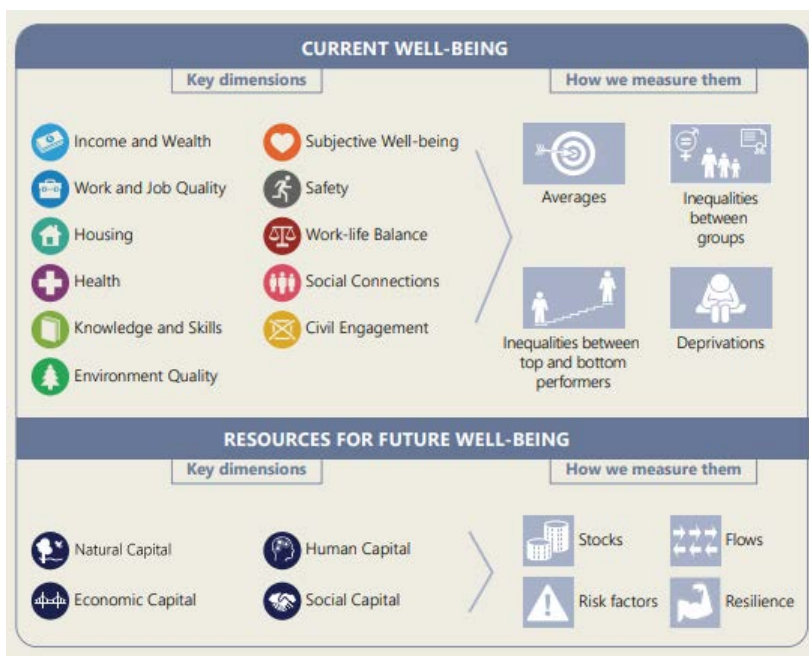 CURRENT WELL-BEING
Key dimensions
Income and Wealth
Work and Job Quality
Housing
Health
Knowledge and Skills
Environment Quality
Subjective Well-being
Safety
Work-life Balance
Social Connections
Civil Engagement
How we measure them
Averages
Inequalities
between
groups
Inequalities between
top and bottom
performers
Deprivations
RESOURCES FOR FUTURE WELL-BEING
Key dimensions
Natural Capital
Economic Capital
Human Capital
Social Capital
How we measure them
Stocks
Flows
Risk factors
Resilience